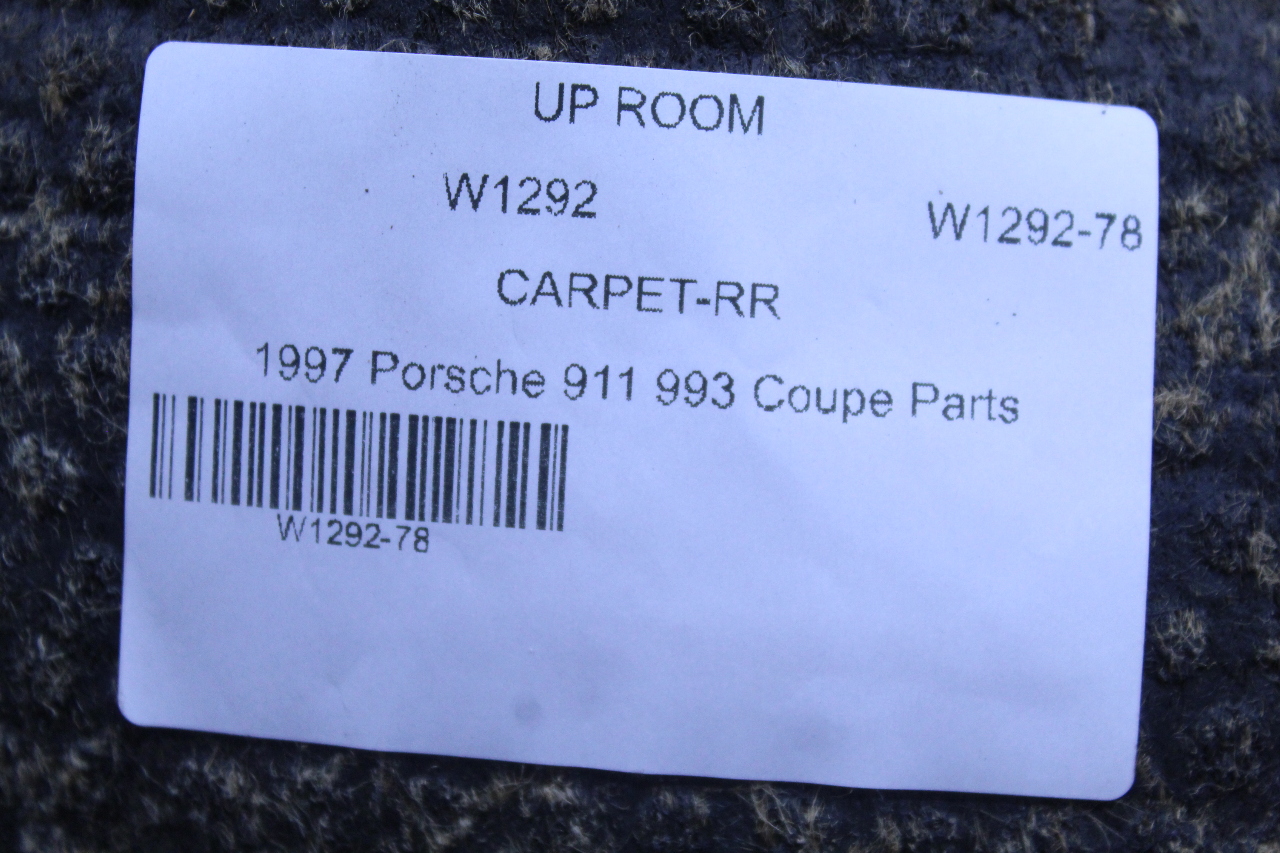 UP ROOM
W1292 W1292-78
CARPET-RR
1997 Porsche 911 993 Coupe Parts
W1292-78